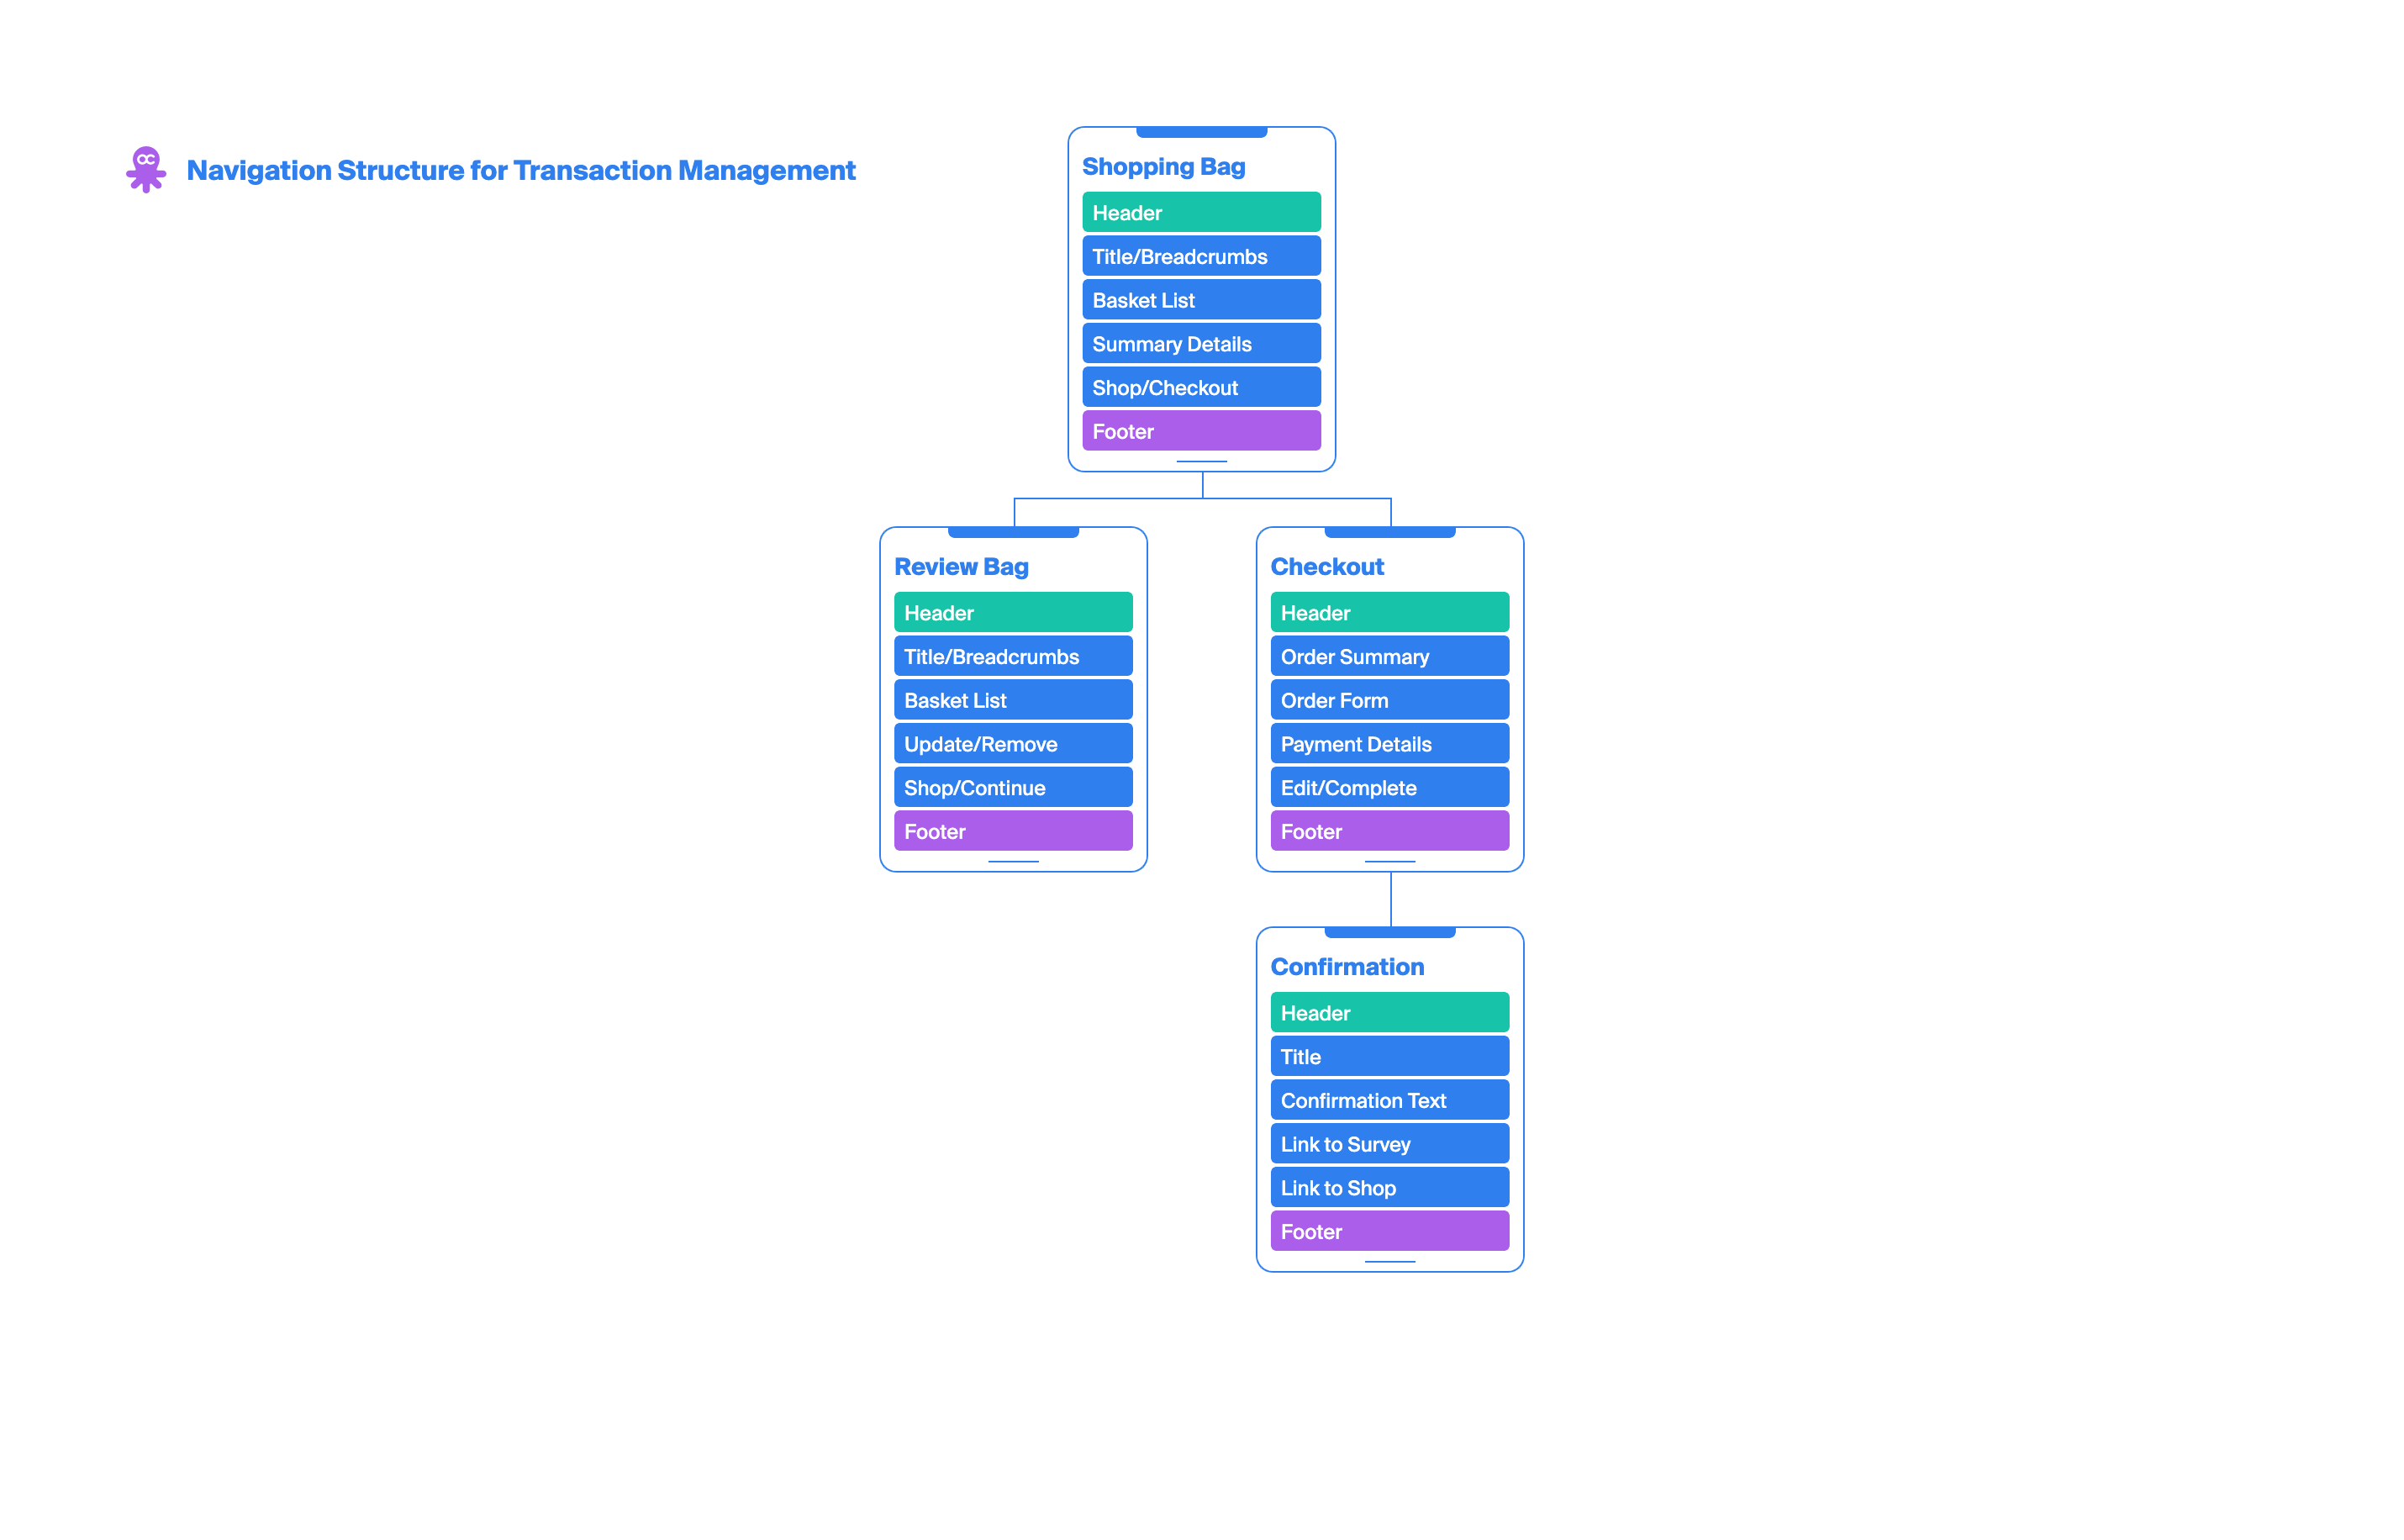 Navigation Structure for Transaction Management
Shopping Bag
Header
Title/Breadcrumbs
Basket List
Summary Details
Shop/Checkout
Footer
Review Bag
Header
Title/Breadcrumbs
Basket List
Update/Remove
Shop/Continue
Footer
Checkout
Header
Order Summary
Order Form
Payment Details
Edit/Complete
Footer
Confirmation
Header
Title
Confirmation Text
Link to Survey
Link to Shop
Footer